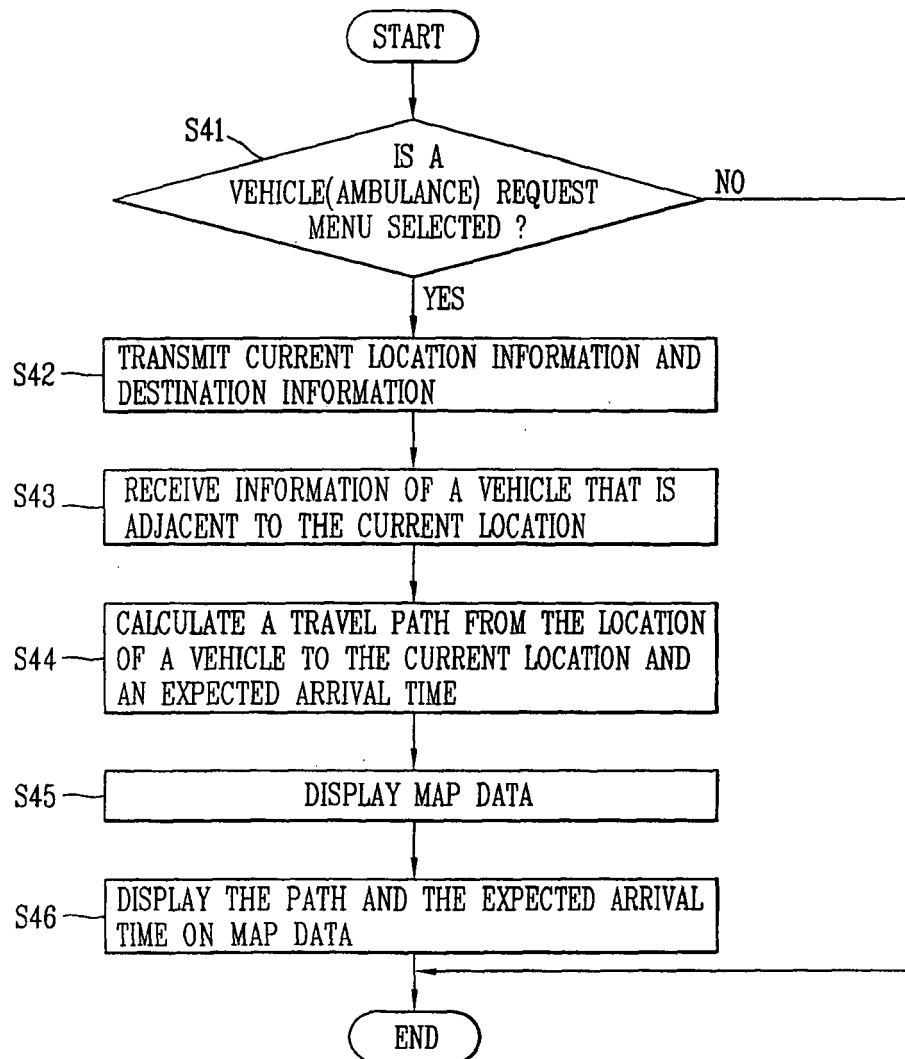 START
S41
IS A
VEHICLE(AMBULANCE) REQUEST
MENU SELECTED ?
NO
YES
S42
TRANSMIT CURRENT LOCATION INFORMATION AND
DESTINATION INFORMATION
S43
RECEIVE INFORMATION OF A VEHICLE THAT IS
ADJACENT TO THE CURRENT LOCATION
S44
CALCULATE A TRAVEL PATH FROM THE LOCATION
OF A VEHICLE TO THE CURRENT LOCATION AND
AN EXPECTED ARRIVAL TIME
S45
DISPLAY MAP DATA
S46
DISPLAY THE PATH AND THE EXPECTED ARRIVAL
TIME ON MAP DATA
END